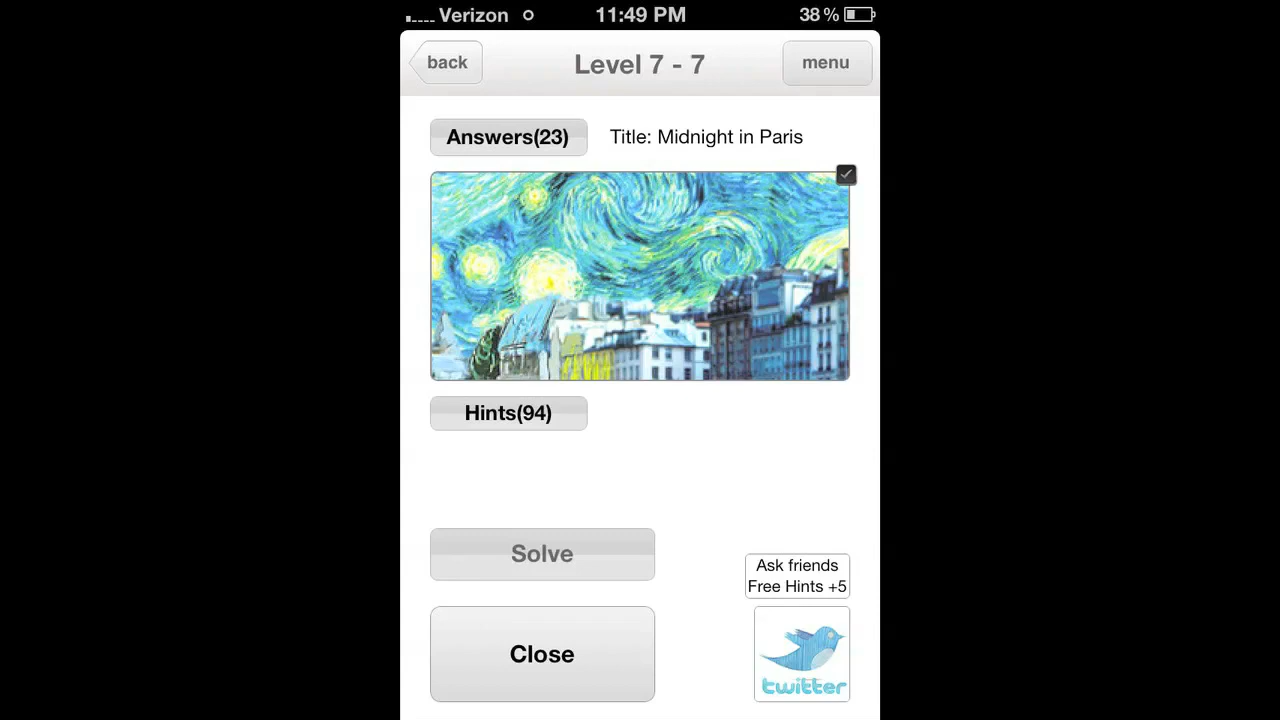 Verizon 11:49 PM 38 %
back Level 7 - 7 menu
Answers(23) Title: Midnight in Paris
Hints(94)
Solve
Ask friends
Free Hints +5
Close
twitter